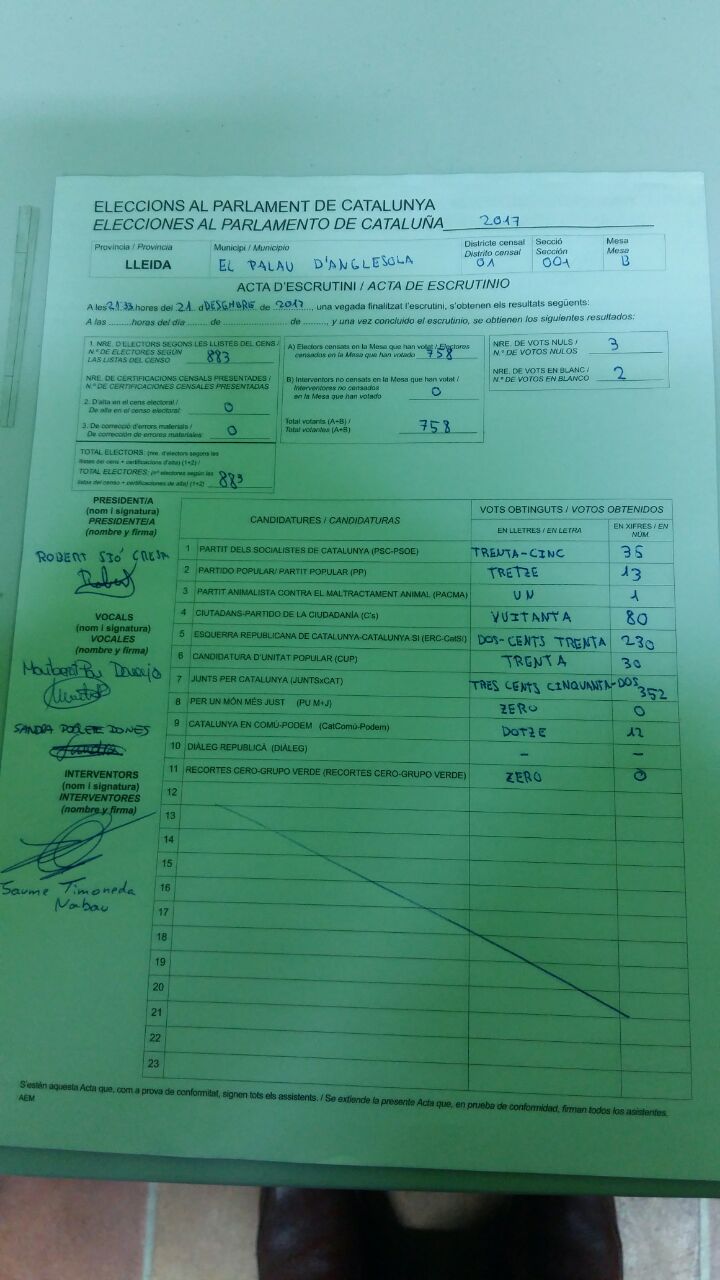 ELECCIONS AL PARLAMENT DE CATALUNYA
ELECCIONES AL PARLAMENTO DE CATALUÑA 2017
Província / Provincia Municipi / Municipio Districte censal Secció Mesa
Distrito censal Sección Mesa
LLEIDA EL PALAU D'ANGLESOLA 01 001 B
ACTA D'ESCRUTINI / ACTA DE ESCRUTINIO
A les 21:33 hores del 21 d DESEMBRE de 2017, una vegada finalitzat l'escrutini, s'obtenen els resultats següents:
A las ........ horas del día ....... de ................ de ........, y una vez concluido el escrutinio, se obtienen los siguientes resultados:
1. NRE. D'ELECTORS SEGONS LES LLISTES DEL CENS /
N.º DE ELECTORES SEGÚN
LAS LISTAS DEL CENSO 883
NRE. DE CERTIFICACIONS CENSALS PRESENTADES /
N.º DE CERTIFICACIONES CENSALES PRESENTADAS
2. D'alta en el cens electoral /
De alta en el censo electoral: 0
3. De correcció d'errors materials /
De corrección de errores materiales: 0
TOTAL ELECTORS: (nre. d'electors segons les
llistes del cens + certificacions d'alta) (1+2) /
TOTAL ELECTORES: (nº electores según las
listas del censo + certificaciones de alta) (1+2) 883
A) Electors censats en la Mesa que han votat / Electores
censados en la Mesa que han votado 758
B) Interventors no censats en la Mesa que han votat /
Interventores no censados
en la Mesa que han votado 0
Total votants (A+B) /
Total votantes (A+B) 758
NRE. DE VOTS NULS /
N.º DE VOTOS NULOS 3
NRE. DE VOTS EN BLANC /
N.º DE VOTOS EN BLANCO 2
PRESIDENT/A
(nom i signatura)
PRESIDENTE/A
(nombre y firma)
ROBERT SIÓ
Robert
VOCALS
(nom i signatura)
VOCALES
(nombre y firma)
SANDRA
INTERVENTORS
(nom i signatura)
INTERVENTORES
(nombre y firma)
Jaume Timoneda
Nabau
CANDIDATURES / CANDIDATURAS VOTS OBTINGUTS / VOTOS OBTENIDOS
EN LLETRES / EN LETRA EN XIFRES / EN NÚM.
1 PARTIT DELS SOCIALISTES DE CATALUNYA (PSC-PSOE) TRENTA-CINC 35
2 PARTIDO POPULAR/ PARTIT POPULAR (PP) TRETZE 13
3 PARTIT ANIMALISTA CONTRA EL MALTRACTAMENT ANIMAL (PACMA) UN 1
4 CIUTADANS-PARTIDO DE LA CIUDADANÍA (C's) VUITANTA 80
5 ESQUERRA REPUBLICANA DE CATALUNYA-CATALUNYA SI (ERC-CatSí) DOS-CENTS TRENTA 230
6 CANDIDATURA D'UNITAT POPULAR (CUP) TRENTA 30
7 JUNTS PER CATALUNYA (JUNTSxCAT) TRES CENTS CINQUANTA-DOS 352
8 PER UN MÓN MÉS JUST (PU M+J) ZERO 0
9 CATALUNYA EN COMÚ-PODEM (CatComú-Podem) DOTZE 12
10 DIÀLEG REPUBLICÀ (DIÀLEG) - -
11 RECORTES CERO-GRUPO VERDE (RECORTES CERO-GRUPO VERDE) ZERO 0
12
13
14
15
16
17
18
19
20
21
22
23
S'estén aquesta Acta que, com a prova de conformitat, signen tots els assistents. / Se extiende la presente Acta que, en prueba de conformidad, firman todos los asistentes.
AEM